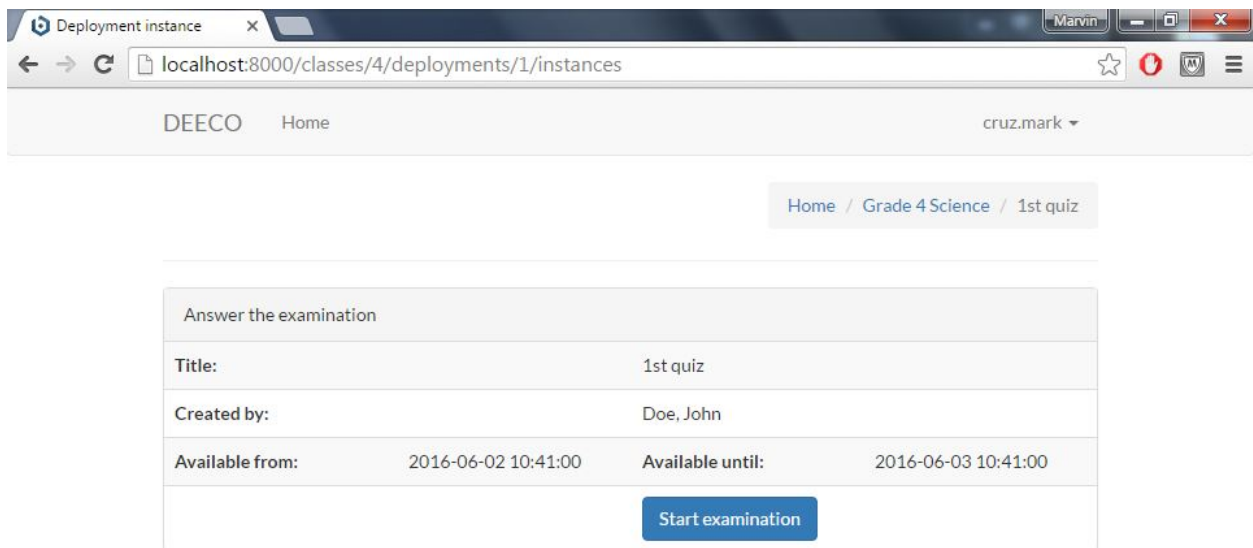 Deployment instance
Marvin
localhost:8000/classes/4/deployments/1/instances
DEECO Home cruz.mark
Home / Grade 4 Science / 1st quiz
Answer the examination
Title: 1st quiz
Created by: Doe, John
Available from: 2016-06-02 10:41:00 Available until: 2016-06-03 10:41:00
Start examination